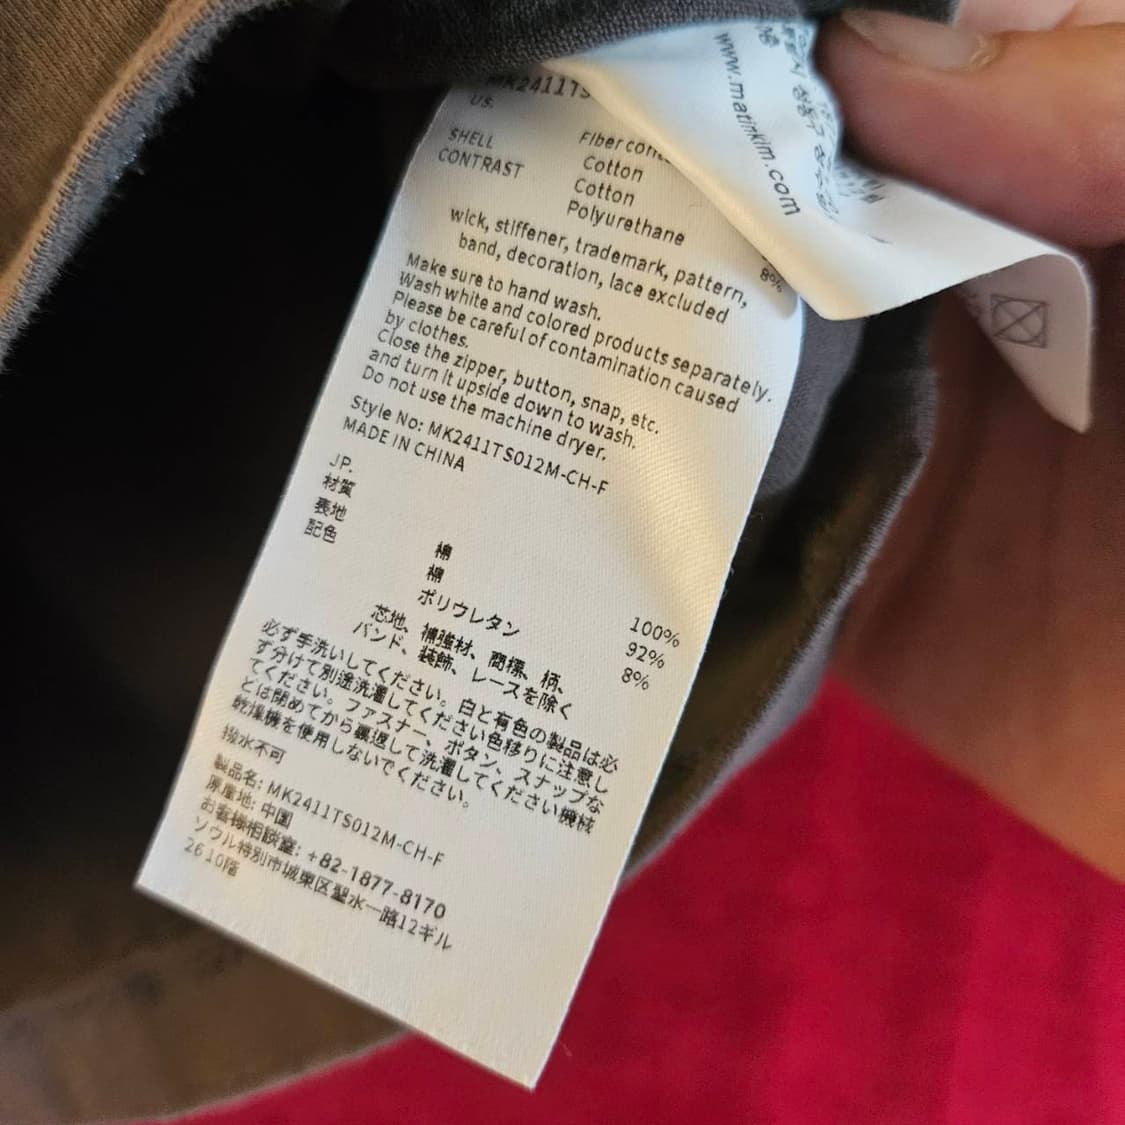 MK2411TS
US.
Fiber cont
SHELL Cotton
CONTRAST Cotton
Polyurethane
8%
wick, stiffener, trademark, pattern,
band, decoration, lace excluded
Make sure to hand wash.
Wash white and colored products separately.
Please be careful of contamination caused
by clothes.
Close the zipper, button, snap, etc.
and turn it upside down to wash.
Do not use the machine dryer.
Style No: MK2411TS012M-CH-F
MADE IN CHINA
JP.
材質
表地 棉 100%
配色 棉 92%
ポリウレタン 8%
芯地、補強材、商標、柄、
バンド、装飾、レースを除く
必ず手洗いしてください。白と有色の製品は必
ず分けて別途洗濯してください色移りに注意し
てください。ファスナー、ボタン、スナップな
どは閉めてから裏返して洗濯してください機械
乾燥機を使用しないでください。
撥水不可
製品名: MK2411TS012M-CH-F
原産地: 中国
お客様相談室: +82-1877-8170
ソウル特別市城東区聖水一路12ギル
26 10階
www.matinkim.com